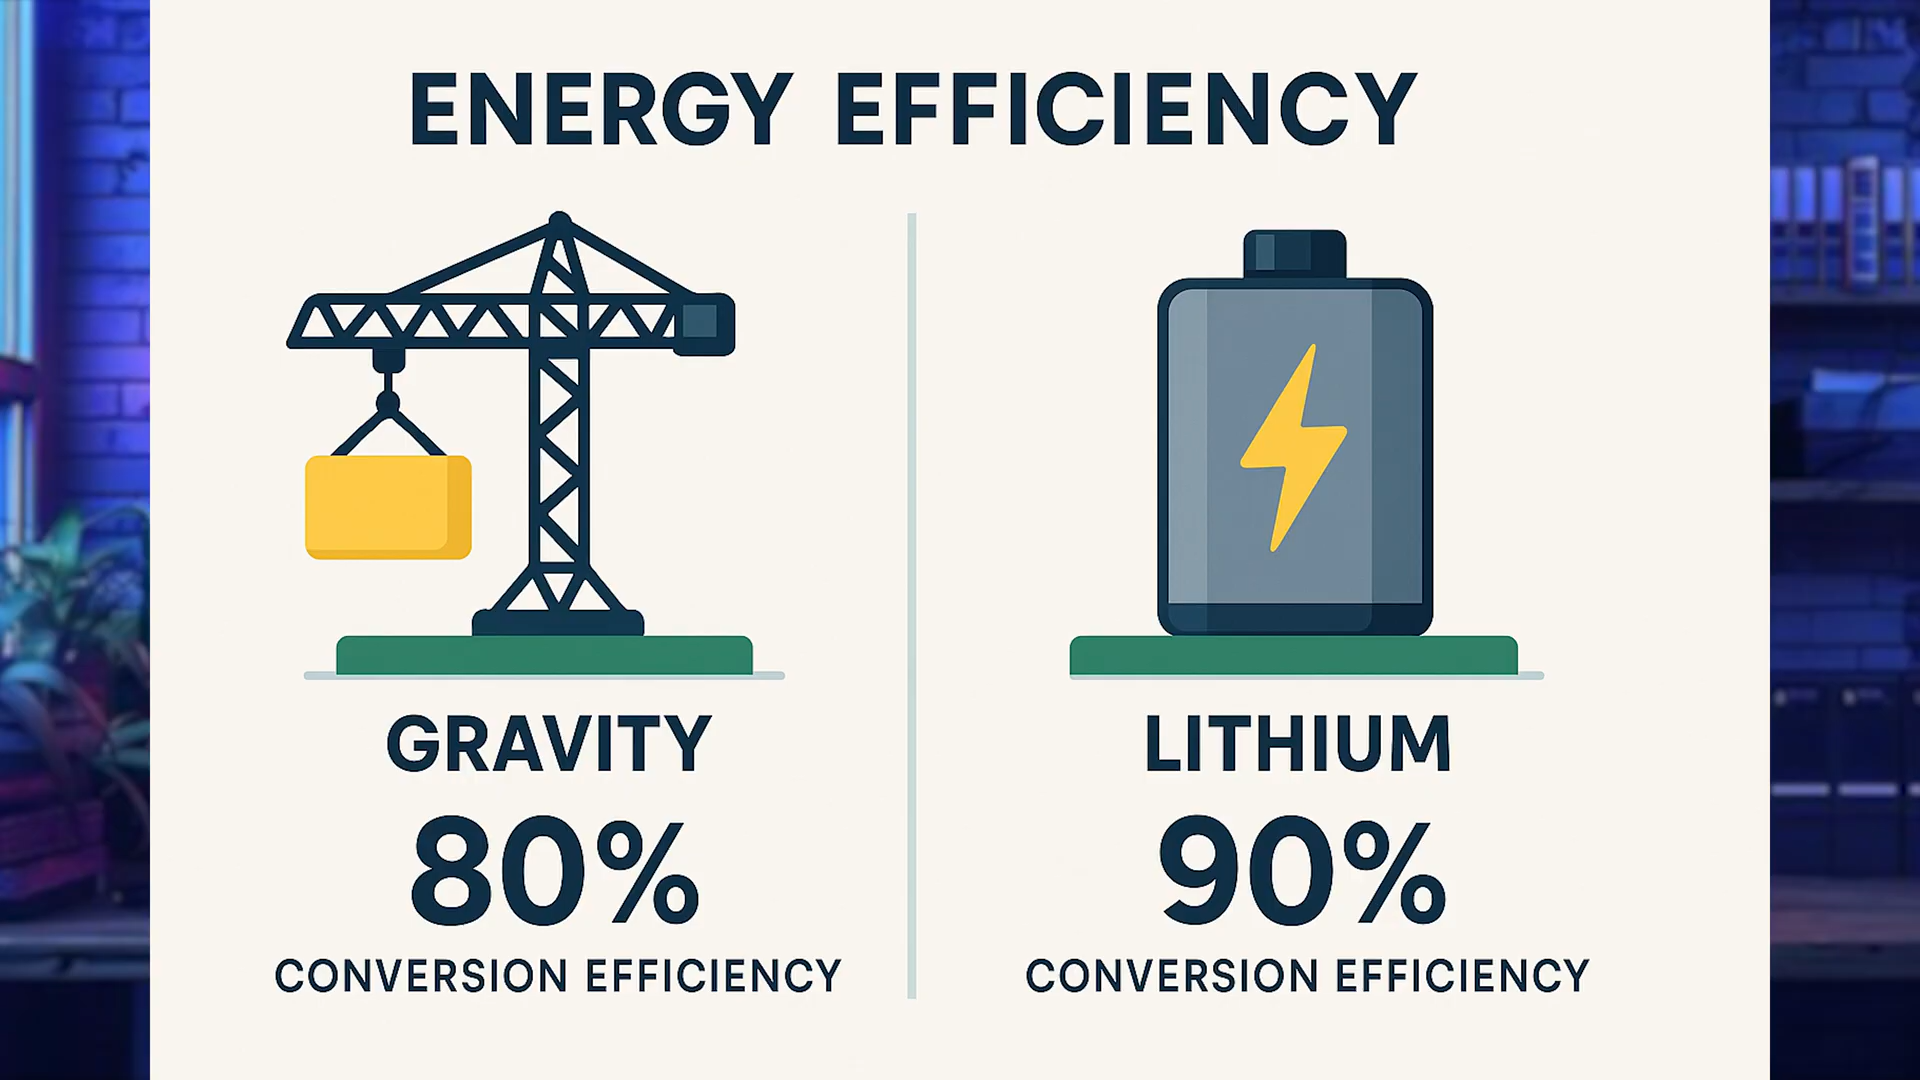 ENERGY EFFICIENCY
GRAVITY
80%
CONVERSION EFFICIENCY
LITHIUM
90%
CONVERSION EFFICIENCY